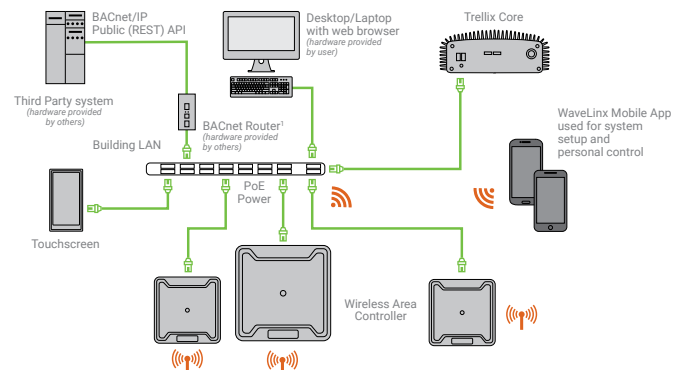 BACnet/IP
Public (REST) API
Desktop/Laptop
with web browser
(hardware provided
by user)
Trellix Core
Third Party system
(hardware provided
by others)
BACnet Router¹
(hardware provided
by others)
Building LAN
WaveLinx Mobile App
used for system
setup and
personal control
PoE
Power
Touchscreen
Wireless Area
Controller